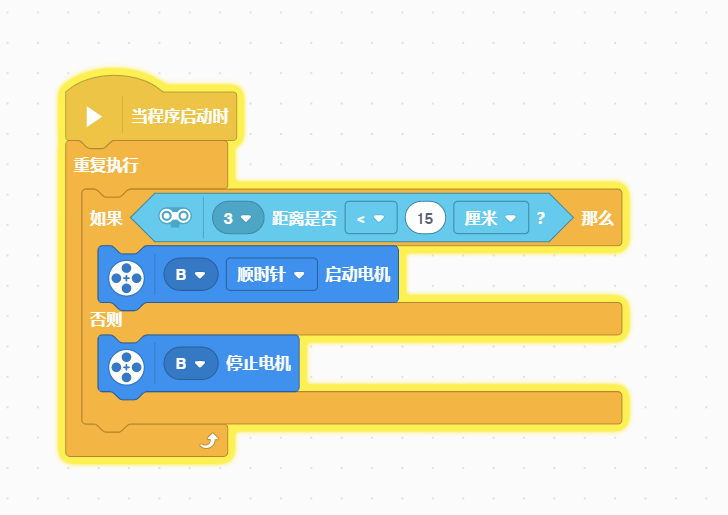 当程序启动时
重复执行
如果 3 距离是否 < 15 厘米 ? 那么
B 顺时针 启动电机
否则
B 停止电机